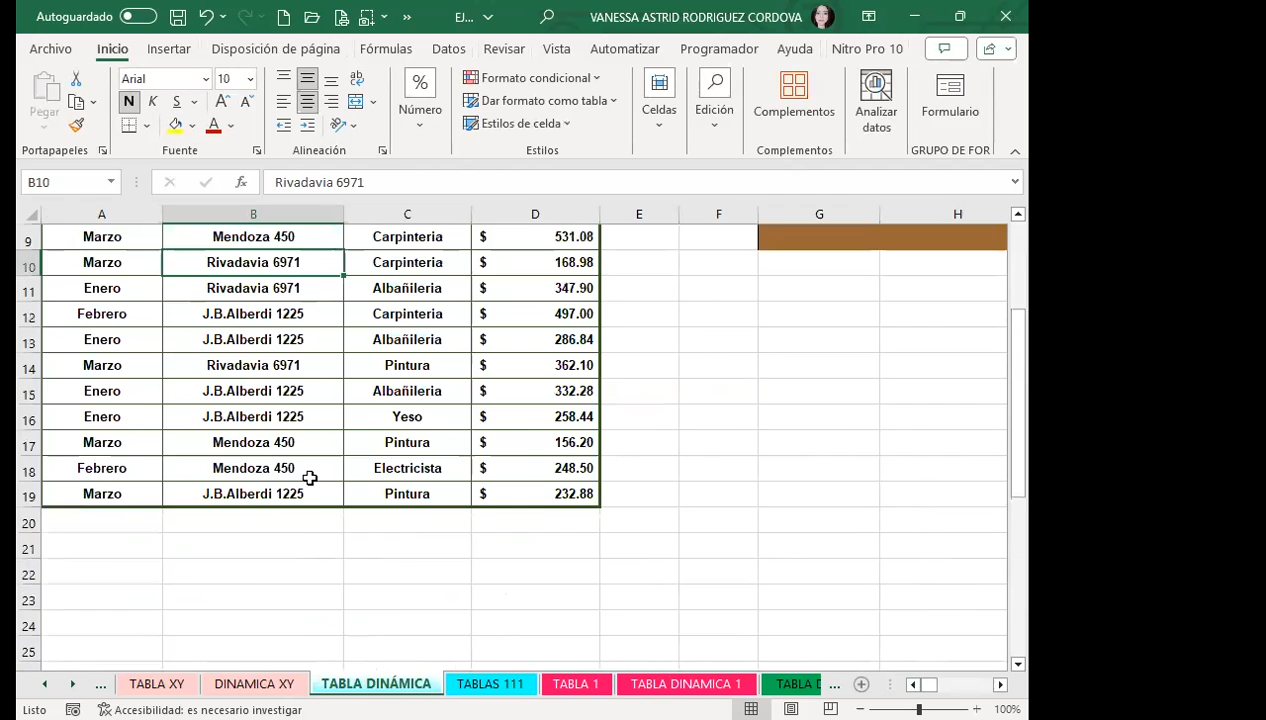 Autoguardado EJ... VANESSA ASTRID RODRIGUEZ CORDOVA
Archivo Inicio Insertar Disposición de página Fórmulas Datos Revisar Vista Automatizar Programador Ayuda Nitro Pro 10
Pegar Arial 10 ab Número Formato condicional Celdas Edición Complementos Analizar datos Formulario
N K S A A % Dar formato como tabla
A Estilos de celda
Portapapeles Fuente Alineación Estilos Complementos GRUPO DE FOR
B10 fx Rivadavia 6971
A B C D E F G H
9 Marzo Mendoza 450 Carpinteria $ 531.08
10 Marzo Rivadavia 6971 Carpinteria $ 168.98
11 Enero Rivadavia 6971 Albañileria $ 347.90
12 Febrero J.B.Alberdi 1225 Carpinteria $ 497.00
13 Enero J.B.Alberdi 1225 Albañileria $ 286.84
14 Marzo Rivadavia 6971 Pintura $ 362.10
15 Enero J.B.Alberdi 1225 Albañileria $ 332.28
16 Enero J.B.Alberdi 1225 Yeso $ 258.44
17 Marzo Mendoza 450 Pintura $ 156.20
18 Febrero Mendoza 450 Electricista $ 248.50
19 Marzo J.B.Alberdi 1225 Pintura $ 232.88
20
21
22
23
24
25
... TABLA XY DINAMICA XY TABLA DINÁMICA TABLAS 111 TABLA 1 TABLA DINAMICA 1 TABLA D ...
Listo Accesibilidad: es necesario investigar 100%